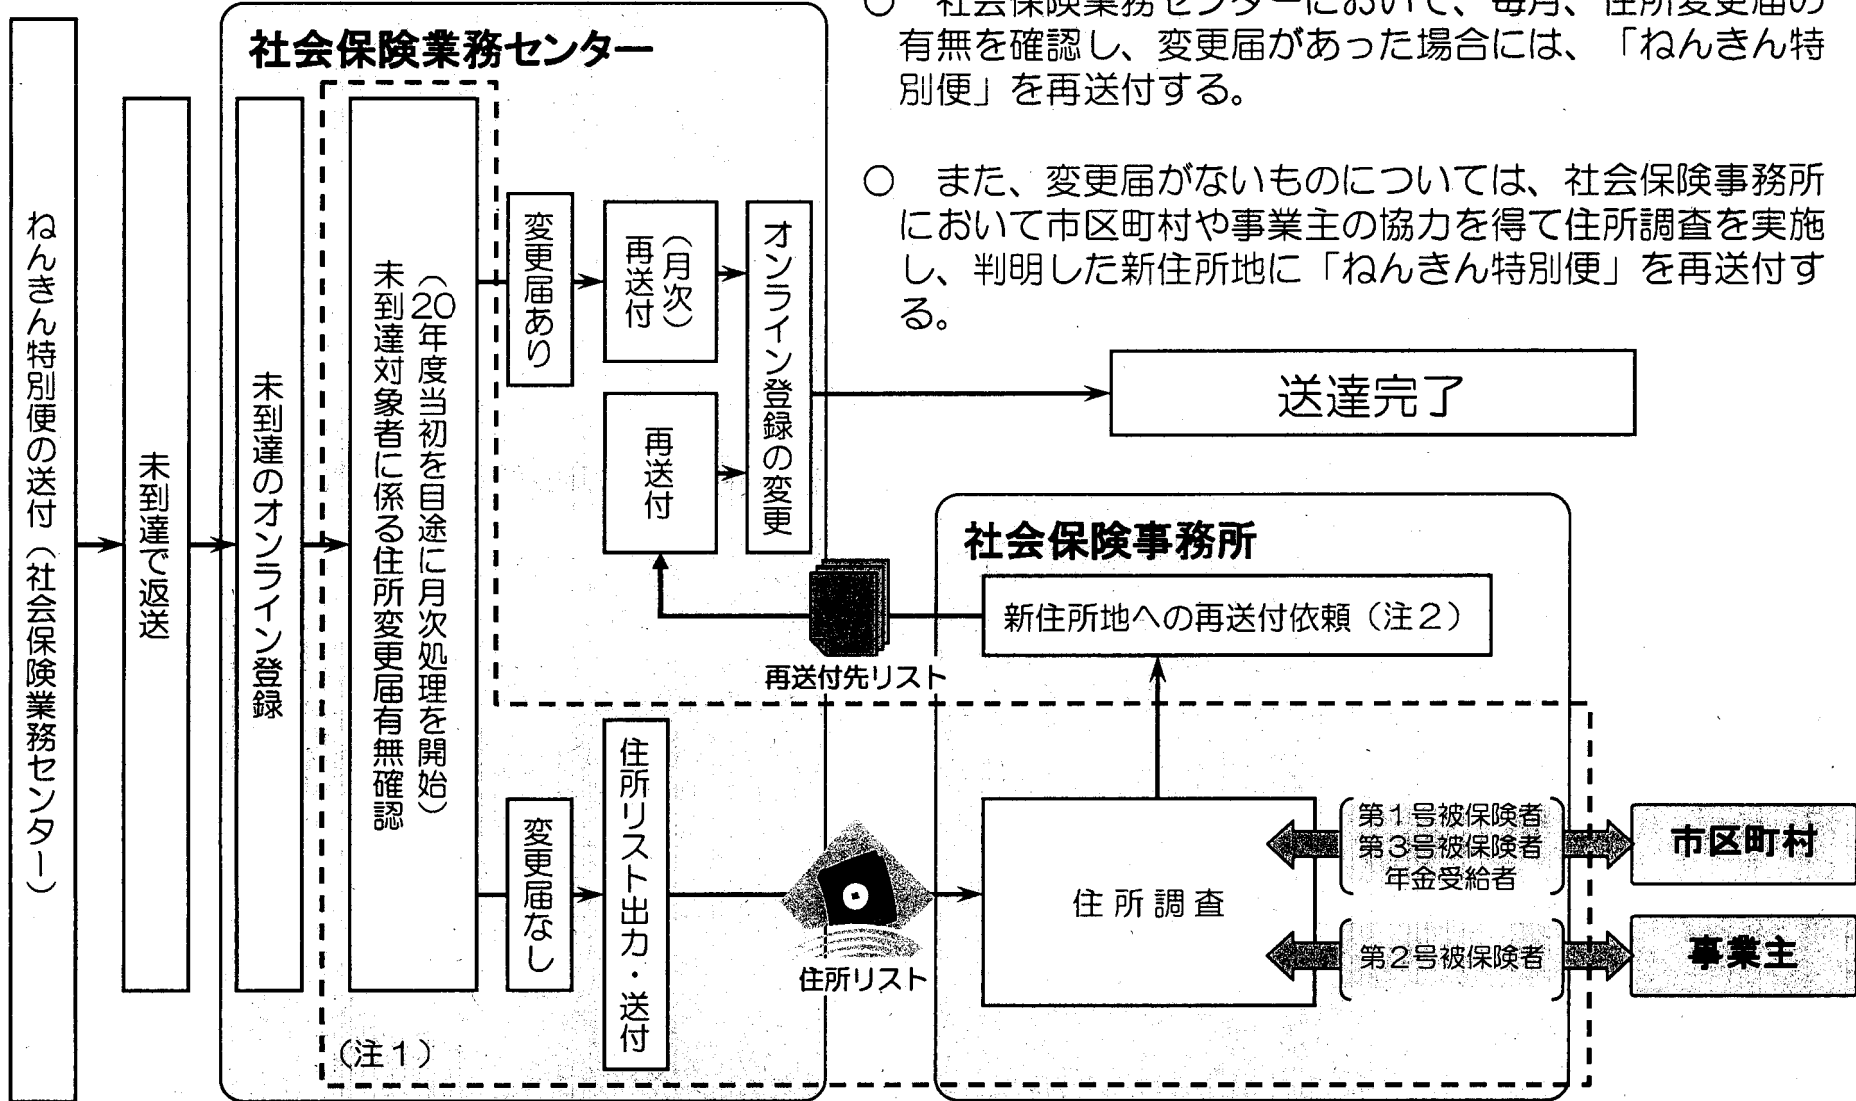 ○　社会保険業務センターにおいて、毎月、住所変更届の
有無を確認し、変更届があった場合には、「ねんきん特
別便」を再送付する。
○　また、変更届がないものについては、社会保険事務所
において市区町村や事業主の協力を得て住所調査を実施
し、判明した新住所地に「ねんきん特別便」を再送付す
る。
ねんきん特別便の送付（社会保険業務センター）
未到達で返送
社会保険業務センター
未到達のオンライン登録
（20年度当初を目途に月次処理を開始）
未到達対象者に係る住所変更届有無確認
変更届あり
（月次）
再送付
再送付
オンライン登録の変更
送達完了
変更届なし
住所リスト出力・送付
再送付先リスト
住所リスト
（注１）
社会保険事務所
新住所地への再送付依頼（注２）
住所調査
第１号被保険者
第３号被保険者
年金受給者
第２号被保険者
市区町村
事業主